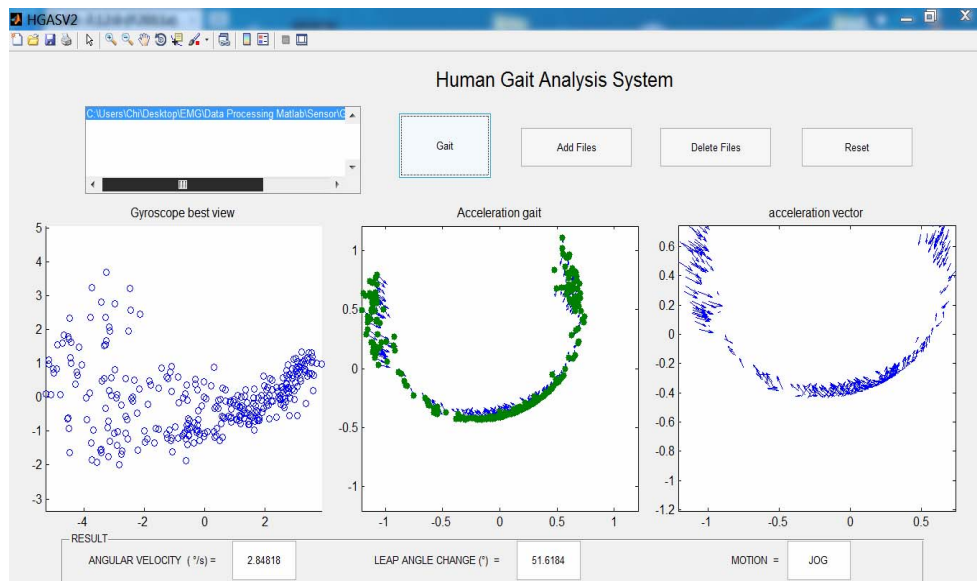 HGASV2
Human Gait Analysis System
C:\Users\Chi\Desktop\EMG\Data Processing Matlab\Sensor\G
Gait
Add Files
Delete Files
Reset
Gyroscope best view
Acceleration gait
acceleration vector
5
4
3
2
1
0
-1
-2
-3
-4
-2
0
2
1
0.5
0
-0.5
-1
-1
-0.5
0
0.5
1
0.6
0.4
0.2
0
-0.2
-0.4
-0.6
-0.8
-1
-1.2
-1
-0.5
0
0.5
RESULT
ANGULAR VELOCITY (°/s) =
2.84818
LEAP ANGLE CHANGE (°) =
51.6184
MOTION =
JOG